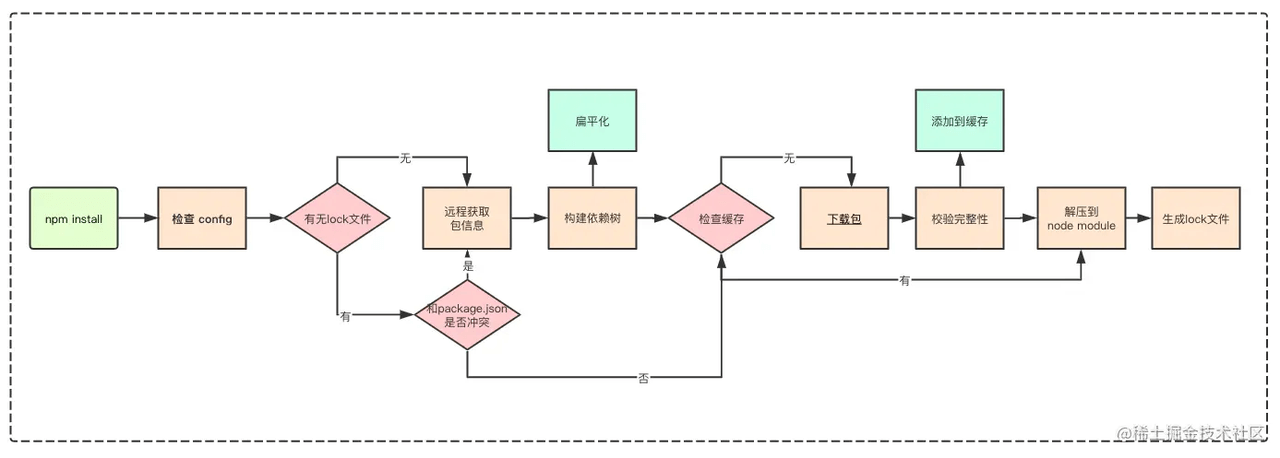 npm install
检查 config
有无lock文件
无
有
远程获取
包信息
是
和package.json
是否冲突
否
扁平化
构建依赖树
检查缓存
无
有
下载包
添加到缓存
校验完整性
解压到
node module
生成lock文件
@稀土掘金技术社区